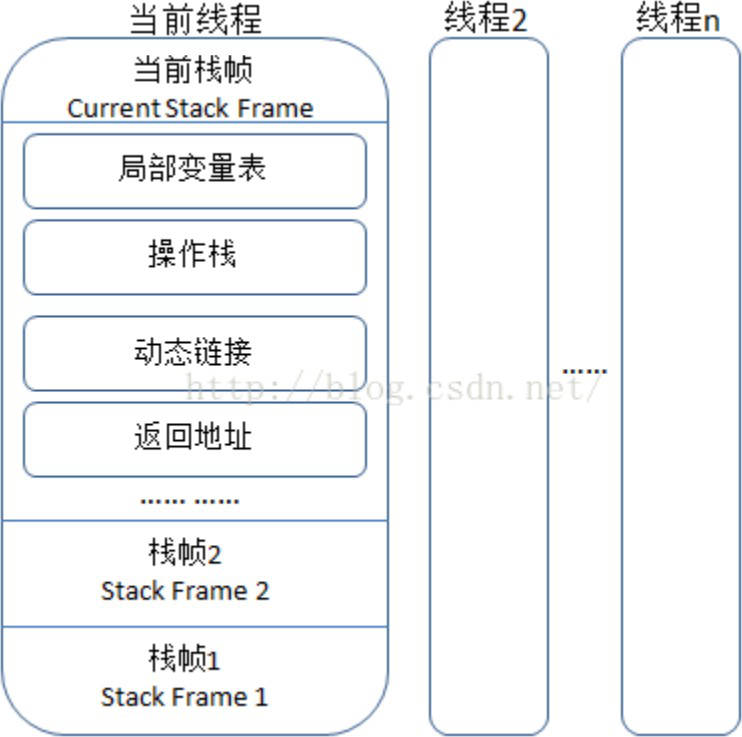 当前线程
线程2
线程n
当前栈帧
Current Stack Frame
局部变量表
操作栈
动态链接
……
http://blog.csdn.net/
返回地址
…… ……
栈帧2
Stack Frame 2
栈帧1
Stack Frame 1